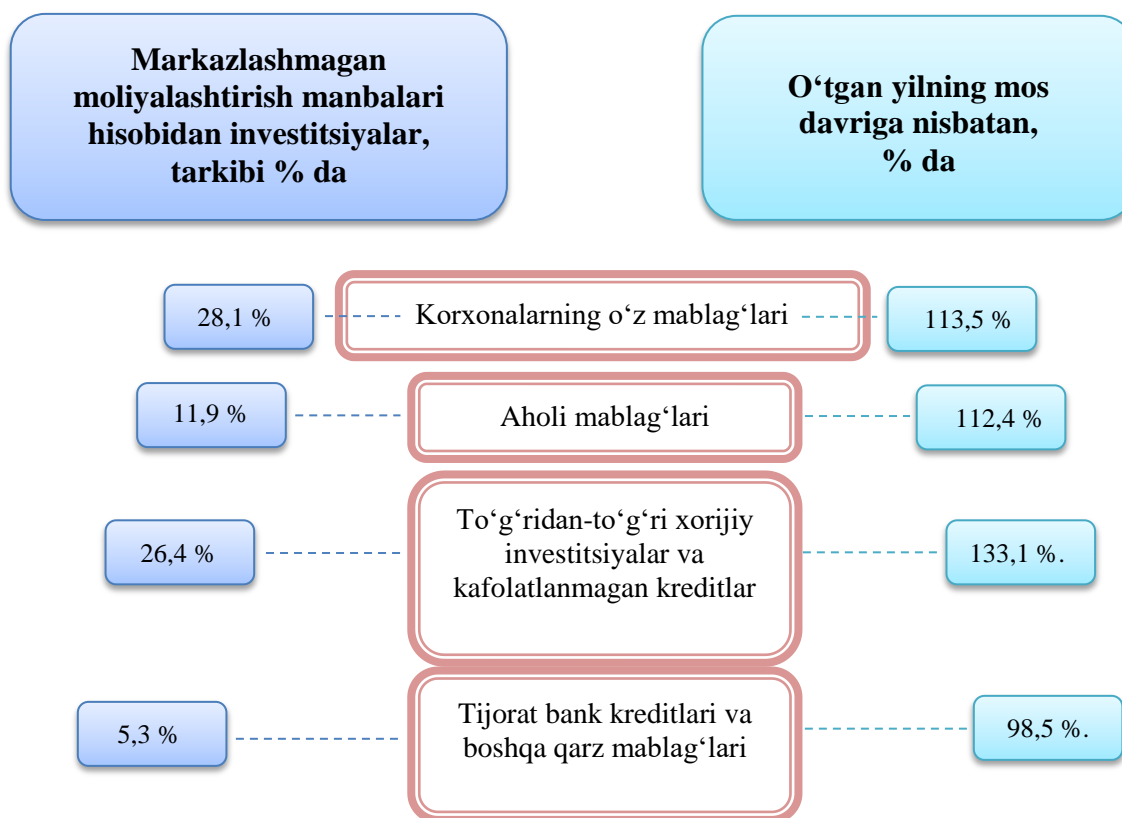 Markazlashmagan
moliyalashtirish manbalari
hisobidan investitsiyalar,
tarkibi % da
O‘tgan yilning mos
davriga nisbatan,
% da
28,1 %
Korxonalarning o‘z mablag‘lari
113,5 %
11,9 %
Aholi mablag‘lari
112,4 %
26,4 %
To‘g‘ridan-to‘g‘ri xorijiy
investitsiyalar va
kafolatlanmagan kreditlar
133,1 %.
5,3 %
Tijorat bank kreditlari va
boshqa qarz mablag‘lari
98,5 %.